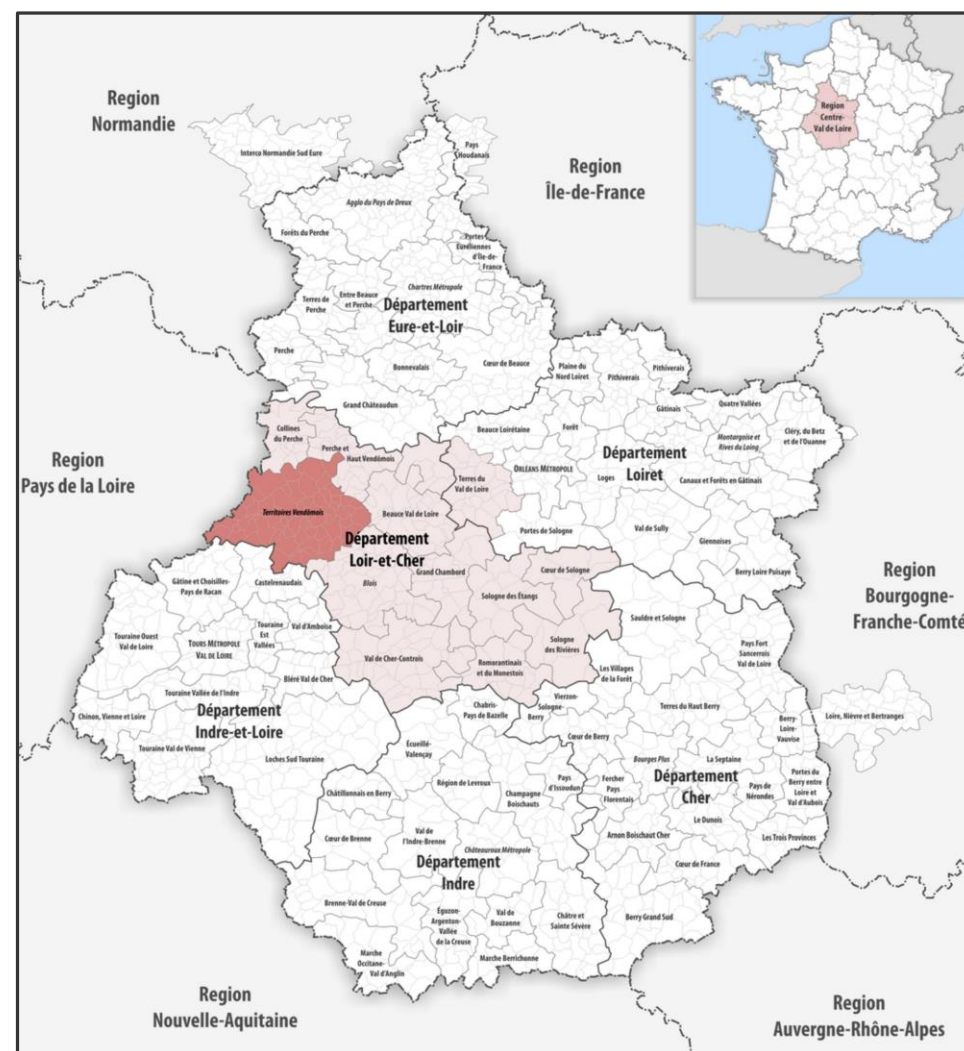 Region
Normandie
Interco Normandie Sud Eure
Pays
Houdanais
Region
Île-de-France
Region
Centre-
Val de Loire
Agglo du Pays de Dreux
Forêts du Perche
Portes
Euréliennes
d'Île-de-
France
Chartres Métropole
Terres de
Perche
Entre Beauce
et Perche
Département
Eure-et-Loir
Perche
Bonnevalais
Cœur de Beauce
Grand Châteaudun
Plaine du
Nord Loiret
Pithiverais
Pithiverais
Gâtinais
Quatre Vallées
Collines
du Perche
Perche et
Haut Vendômois
Beauce Loirétaine
Forêt
Montargoise et
Rives du Loing
Cléry, du Betz
et de l'Ouanne
Region
Pays de la Loire
Orléans Métropole
Département
Loiret
Terres du
Val de Loire
Loges
Canaux et Forêts en Gâtinais
Territoires Vendômois
Beauce Val de Loire
Portes de Sologne
Val de Sully
Giennoises
Département
Loir-et-Cher
Berry Loire Puisaye
Blois
Grand Chambord
Cœur de Sologne
Region
Bourgogne-
Franche-Comté
Gâtine et Choisilles-
Pays de Racan
Castelrenaudais
Sologne des Étangs
Touraine Ouest
Val de Loire
Tours Métropole
Val de Loire
Touraine
Est
Vallées
Val d'Amboise
Sauldre et Sologne
Sologne
des Rivières
Pays Fort
Sancerrois
Val de Loire
Val de Cher-Controis
Romorantinais
et du Monestois
Les Villages
de la Forêt
Bléré Val de Cher
Touraine Vallée de l'Indre
Chinon, Vienne et Loire
Département
Indre-et-Loire
Chabris-
Pays de Bazelle
Vierzon-
Sologne-
Berry
Terres du Haut Berry
Berry-
Loire-
Vauvise
Loire, Nièvre et Bertranges
Touraine Val de Vienne
Loches Sud Touraine
Écueillé-
Valençay
Cœur de Berry
Bourges Plus
La Septaine
Châtillonnais en Berry
Région de Levroux
Champagne
Boischauts
Pays
d'Issoudun
Fercher
Pays
Florentais
Département
Cher
Pays de
Nérondes
Portes du
Berry entre
Loire et
Val d'Aubois
Le Dunois
Cœur de Brenne
Val de
l'Indre-Brenne
Châteauroux Métropole
Arnon Boischaut Cher
Les Trois Provinces
Département
Indre
Cœur de France
Brenne-Val de Creuse
Éguzon-
Argenton-
Vallée
de la Creuse
Val de
Bouzanne
Châtre et
Sainte Sévère
Berry Grand Sud
Marche
Occitane-
Val d'Anglin
Marche Berrichonne
Region
Nouvelle-Aquitaine
Region
Auvergne-Rhône-Alpes